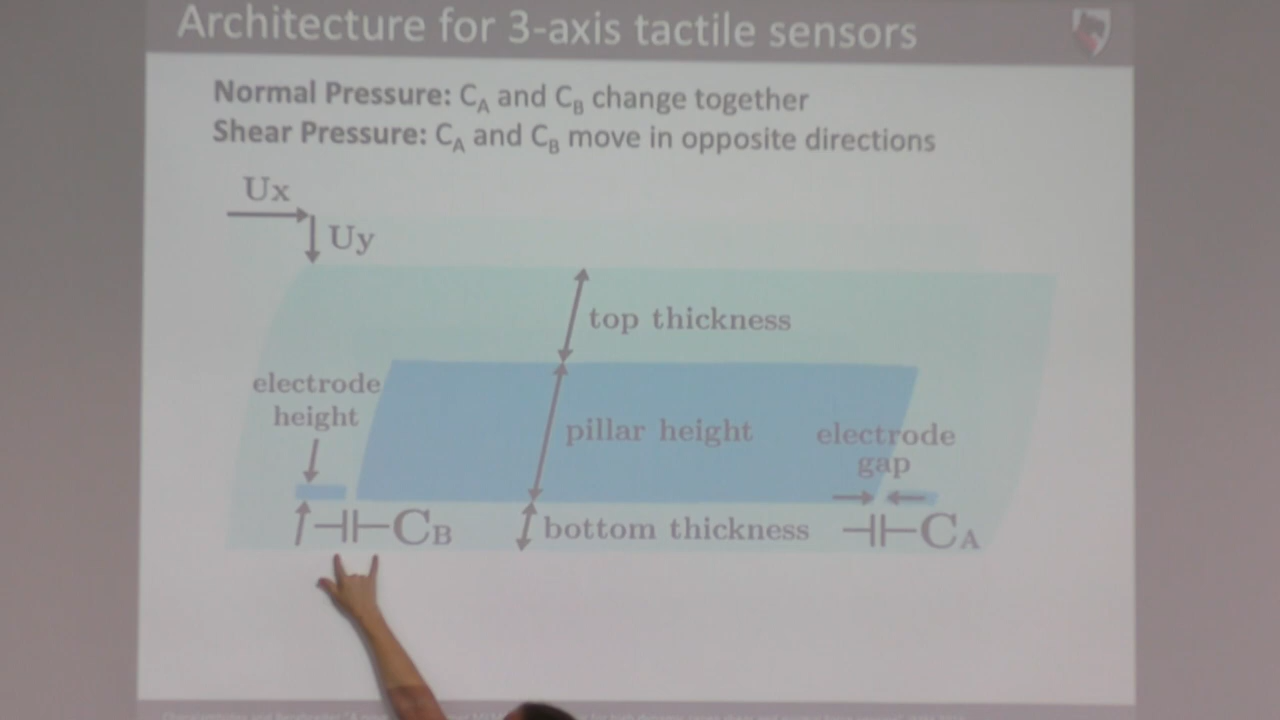 Architecture for 3-axis tactile sensors
Normal Pressure: C_A and C_B change together
Shear Pressure: C_A and C_B move in opposite directions
Ux
Uy
top thickness
electrode
height
pillar height
electrode
gap
C_B
bottom thickness
C_A